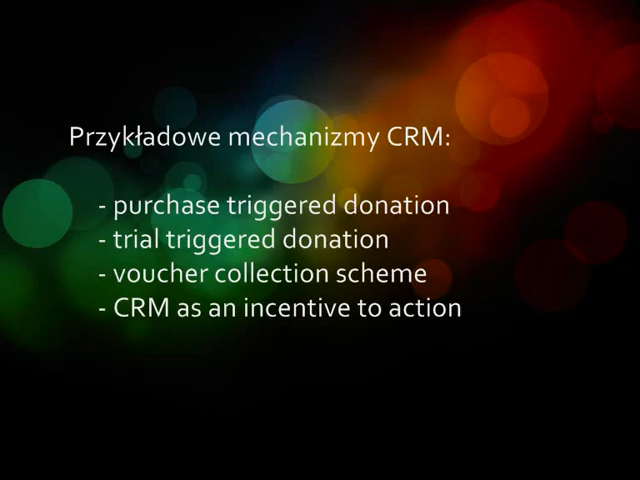 Przykładowe mechanizmy CRM:
- purchase triggered donation
- trial triggered donation
- voucher collection scheme
- CRM as an incentive to action